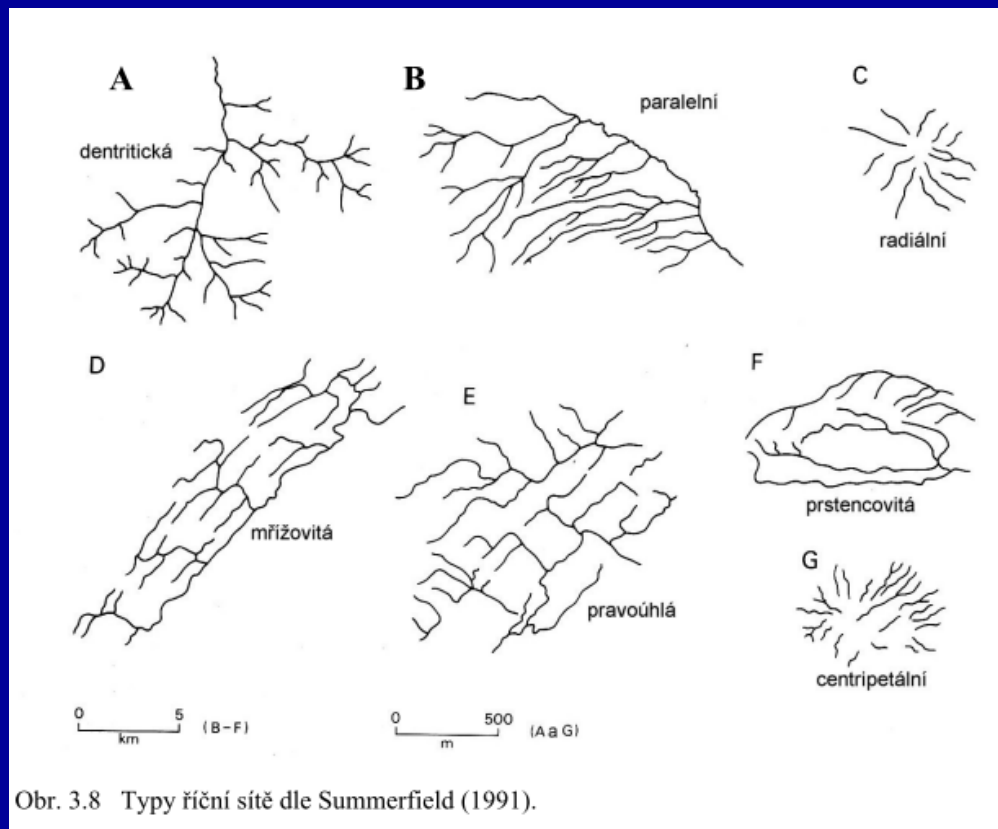 A
dentritická
B
paralelní
C
radiální
D
mřížovitá
E
pravoúhlá
F
prstencovitá
G
centripetální
0 5 (B–F)
km
0 500 (A a G)
m
Obr. 3.8 Typy říční sítě dle Summerfield (1991).